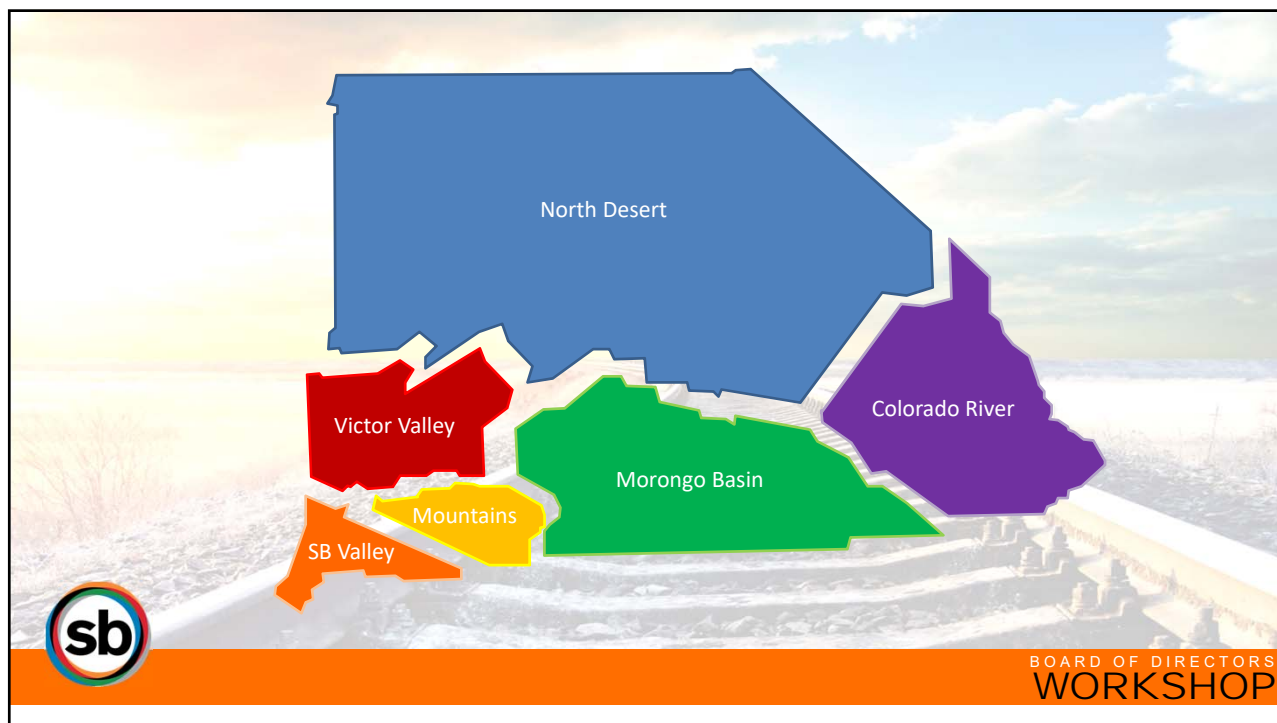 North Desert
Victor Valley
Colorado River
Morongo Basin
Mountains
SB Valley
sb
BOARD OF DIRECTORS
WORKSHOP